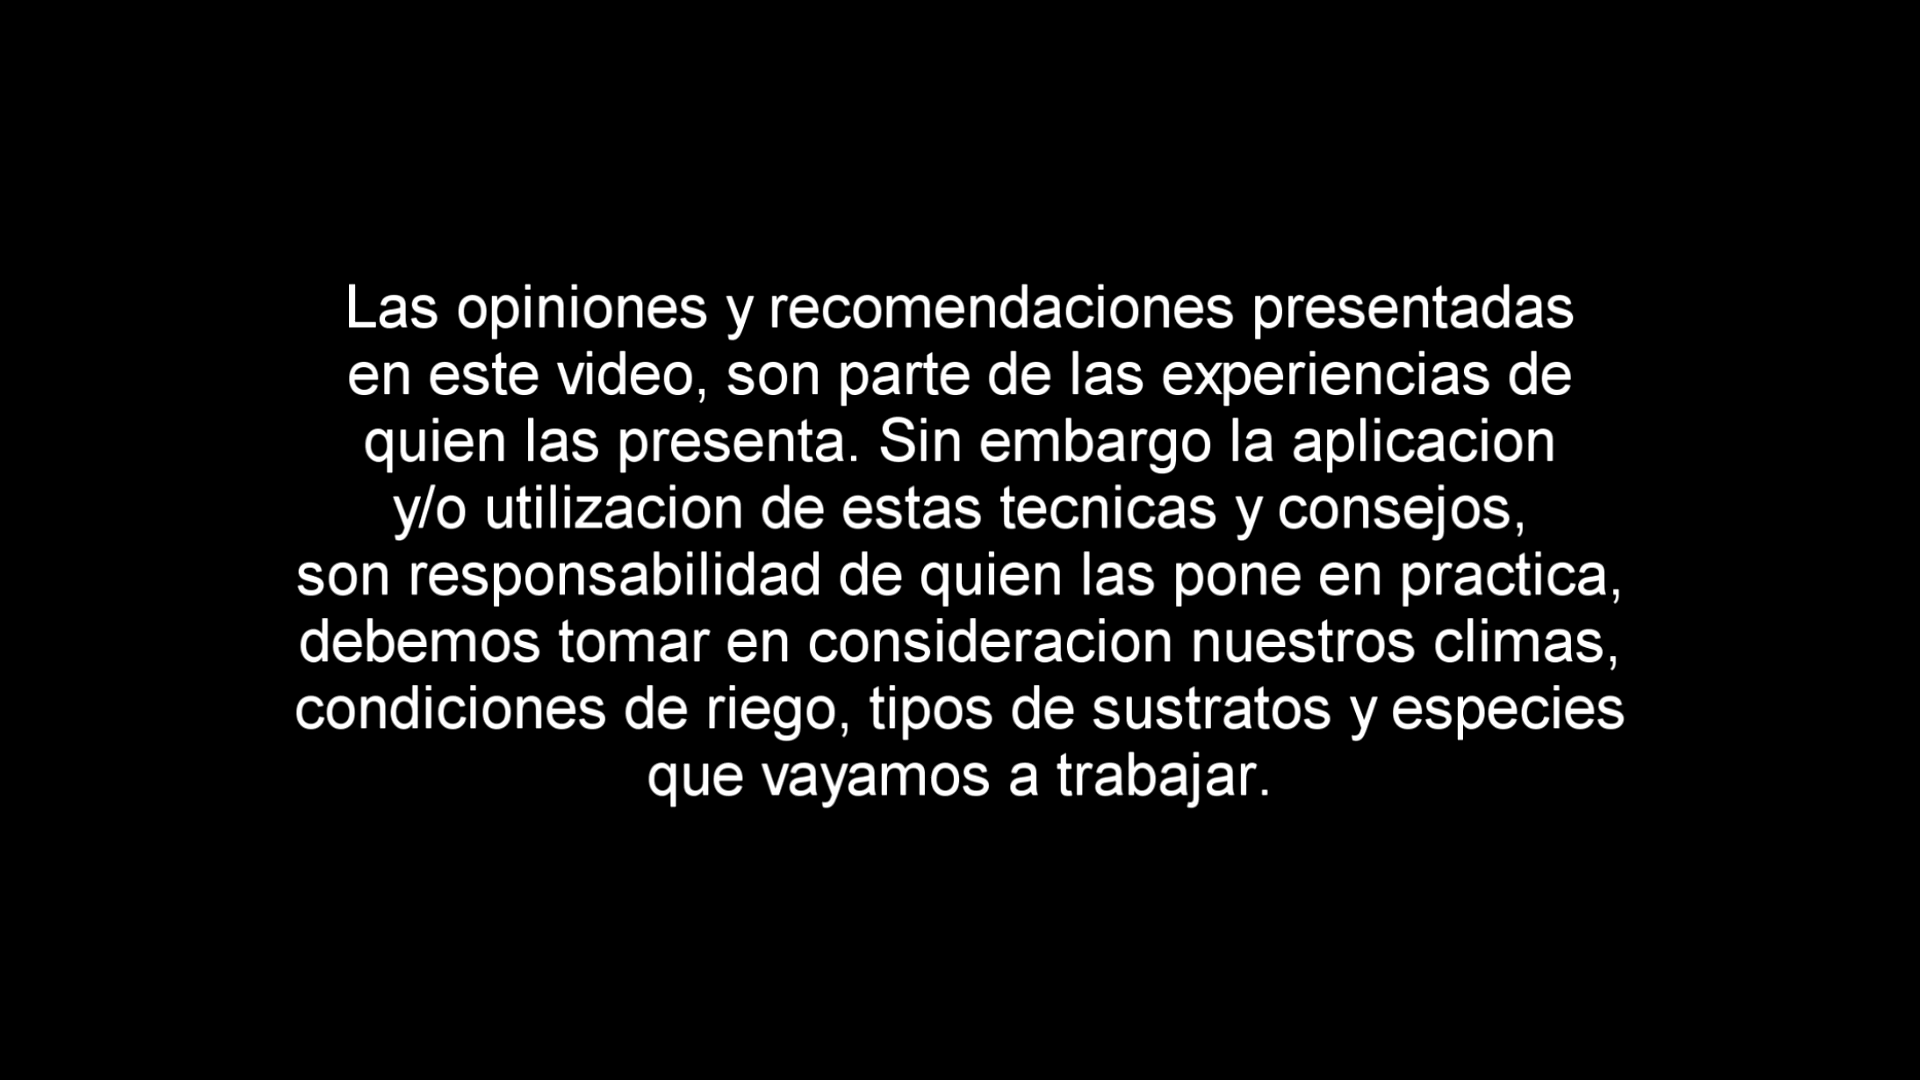 Las opiniones y recomendaciones presentadas
en este video, son parte de las experiencias de
quien las presenta. Sin embargo la aplicacion
y/o utilizacion de estas tecnicas y consejos,
son responsabilidad de quien las pone en practica,
debemos tomar en consideracion nuestros climas,
condiciones de riego, tipos de sustratos y especies
que vayamos a trabajar.